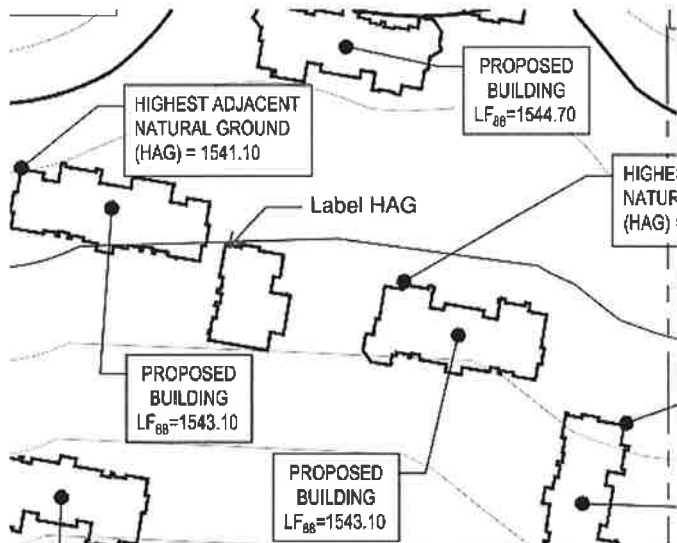 PROPOSED
BUILDING
LF88=1544.70
HIGHEST ADJACENT
NATURAL GROUND
(HAG) = 1541.10
Label HAG
(HAG) =
PROPOSED
BUILDING
LF88=1543.10
PROPOSED
BUILDING
LF88=1543.10